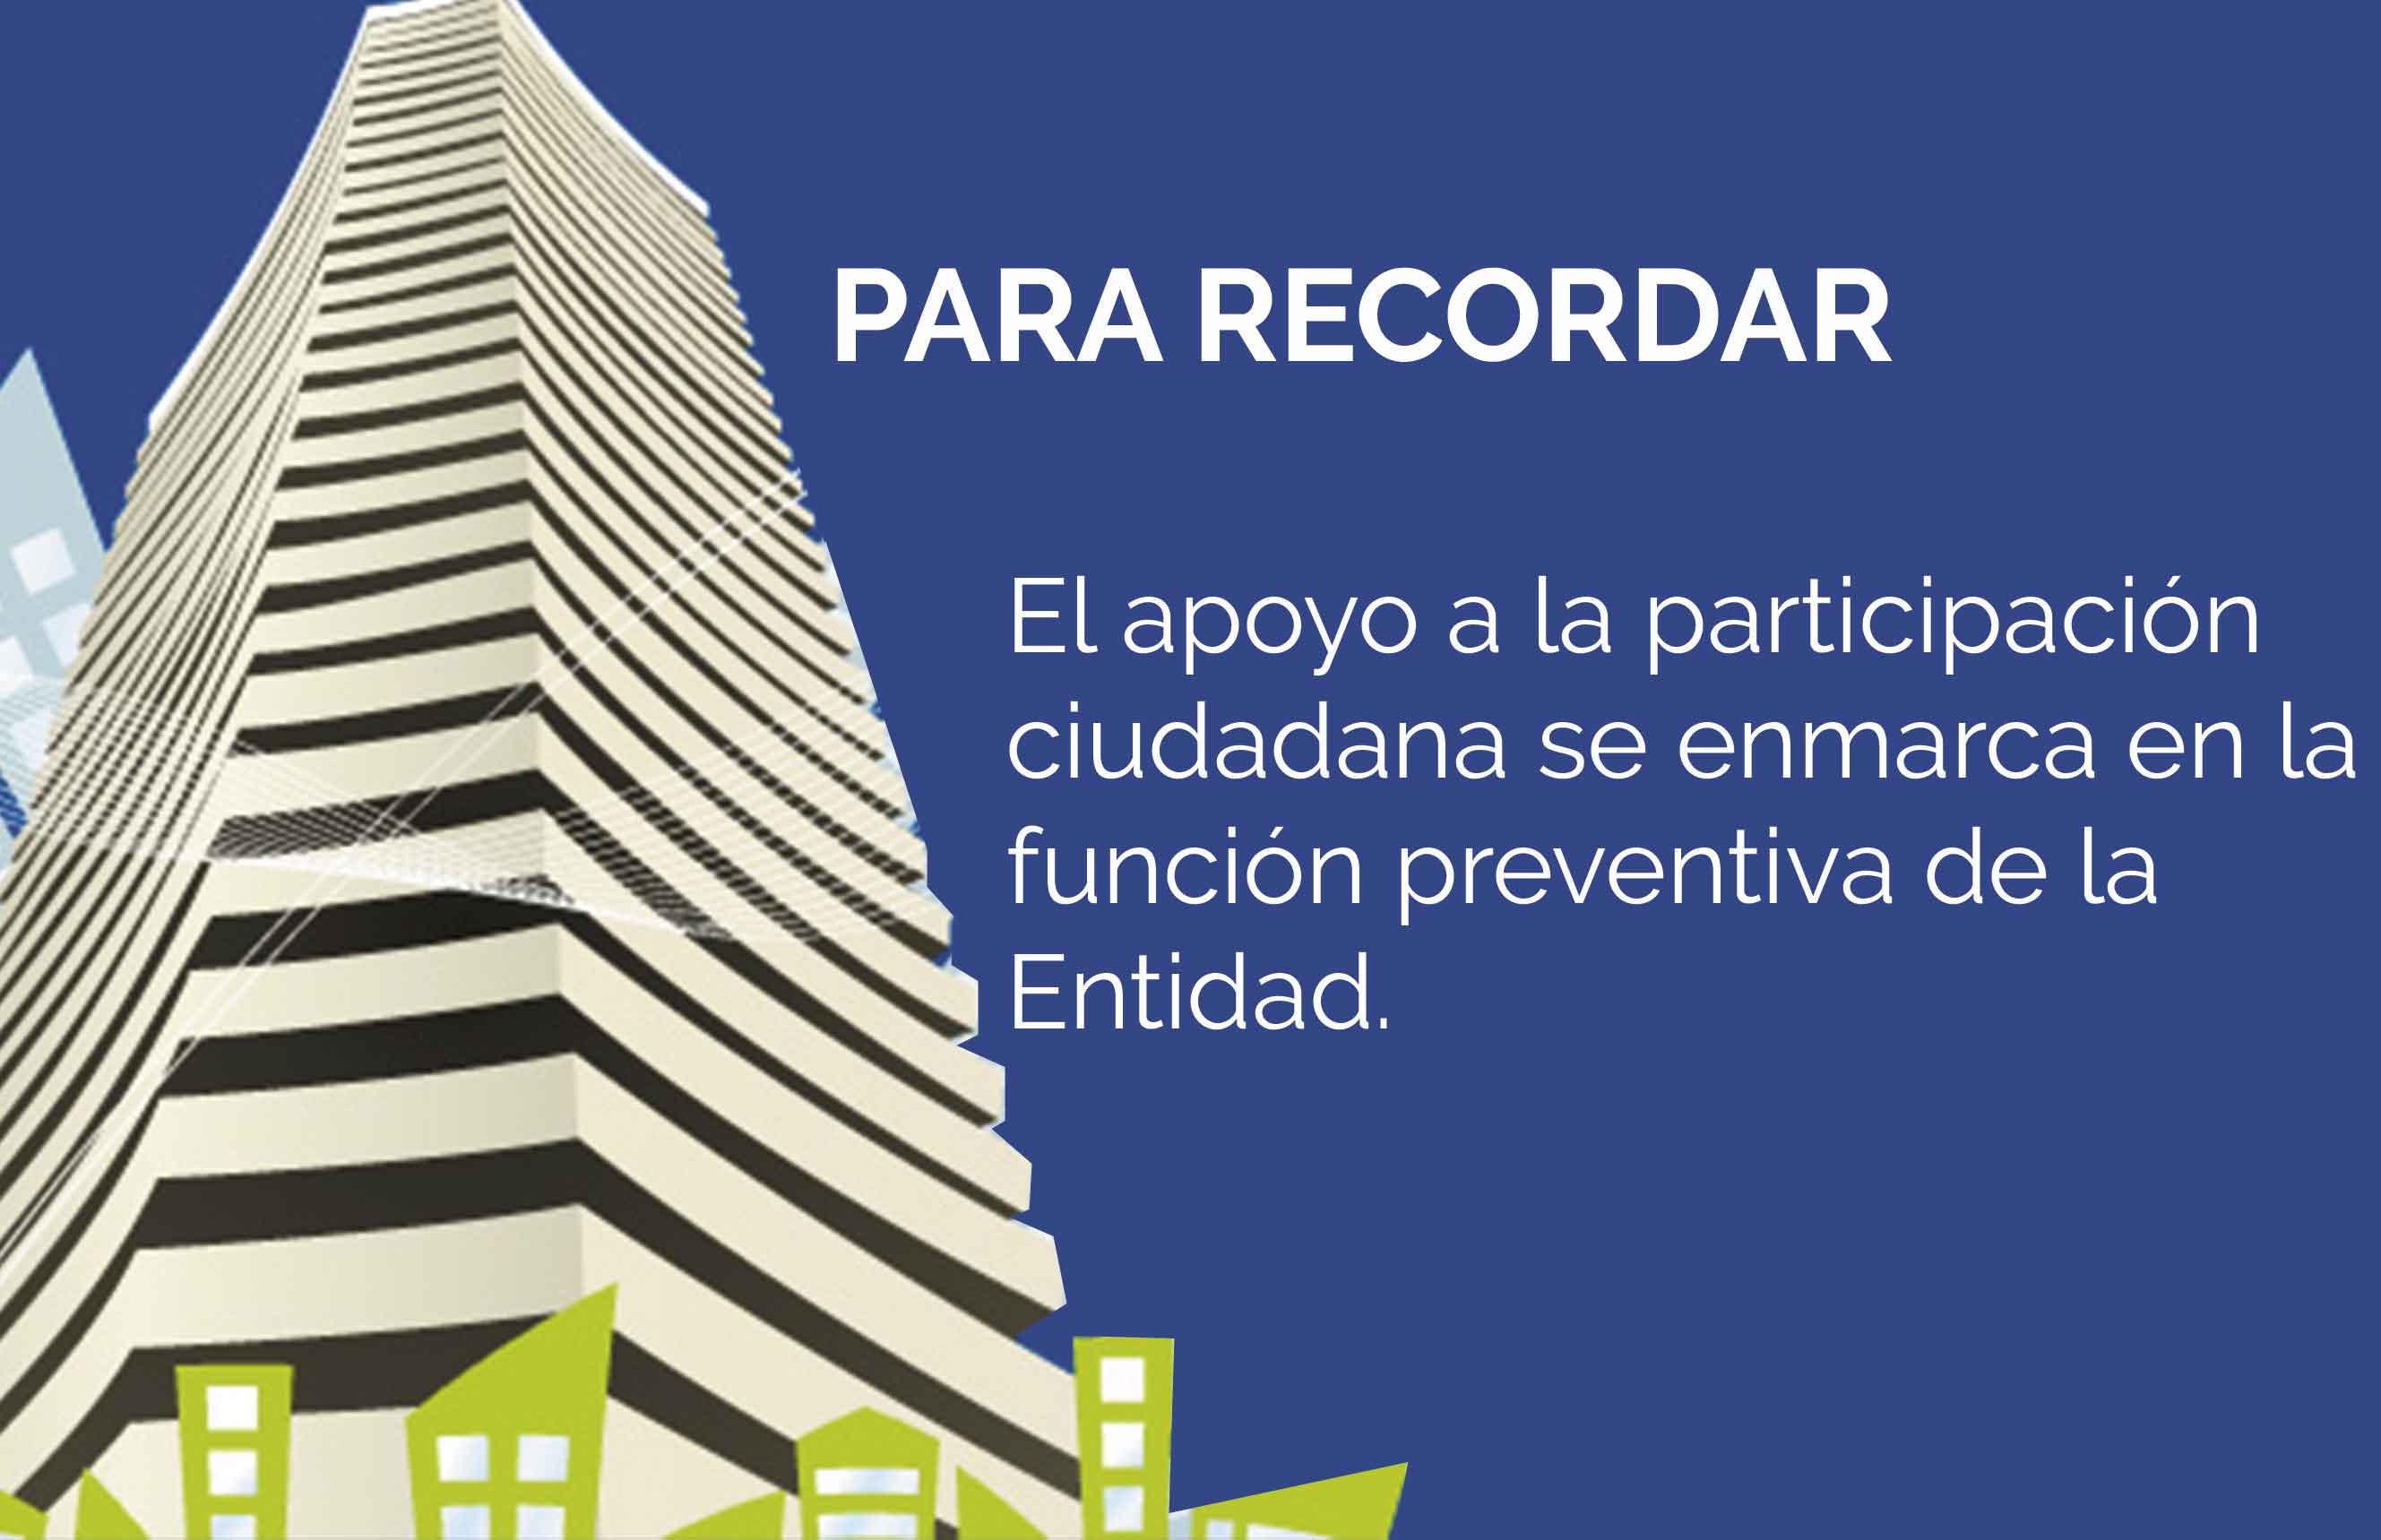 PARA RECORDAR
El apoyo a la participación
ciudadana se enmarca en la
función preventiva de la
Entidad.